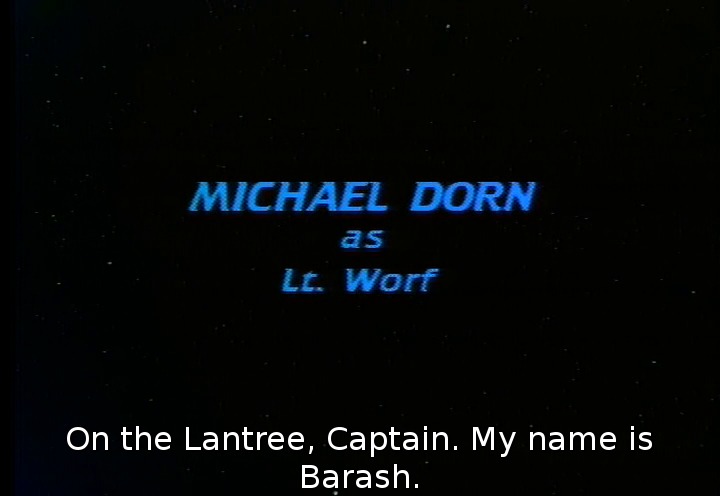 MICHAEL DORN
as
Lt. Worf
On the Lantree, Captain. My name is
Barash.